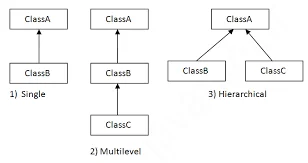 ClassA
ClassB
1) Single
ClassA
ClassB
ClassC
2) Multilevel
ClassA
ClassB
ClassC
3) Hierarchical